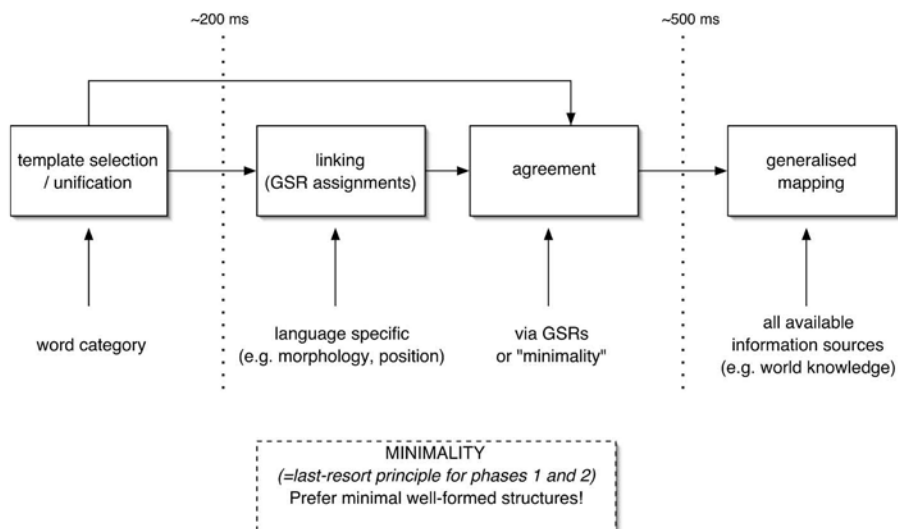 ~200 ms
~500 ms
template selection
/ unification
linking
(GSR assignments)
agreement
generalised
mapping
word category
language specific
(e.g. morphology, position)
via GSRs
or "minimality"
all available
information sources
(e.g. world knowledge)
MINIMALITY
(=last-resort principle for phases 1 and 2)
Prefer minimal well-formed structures!